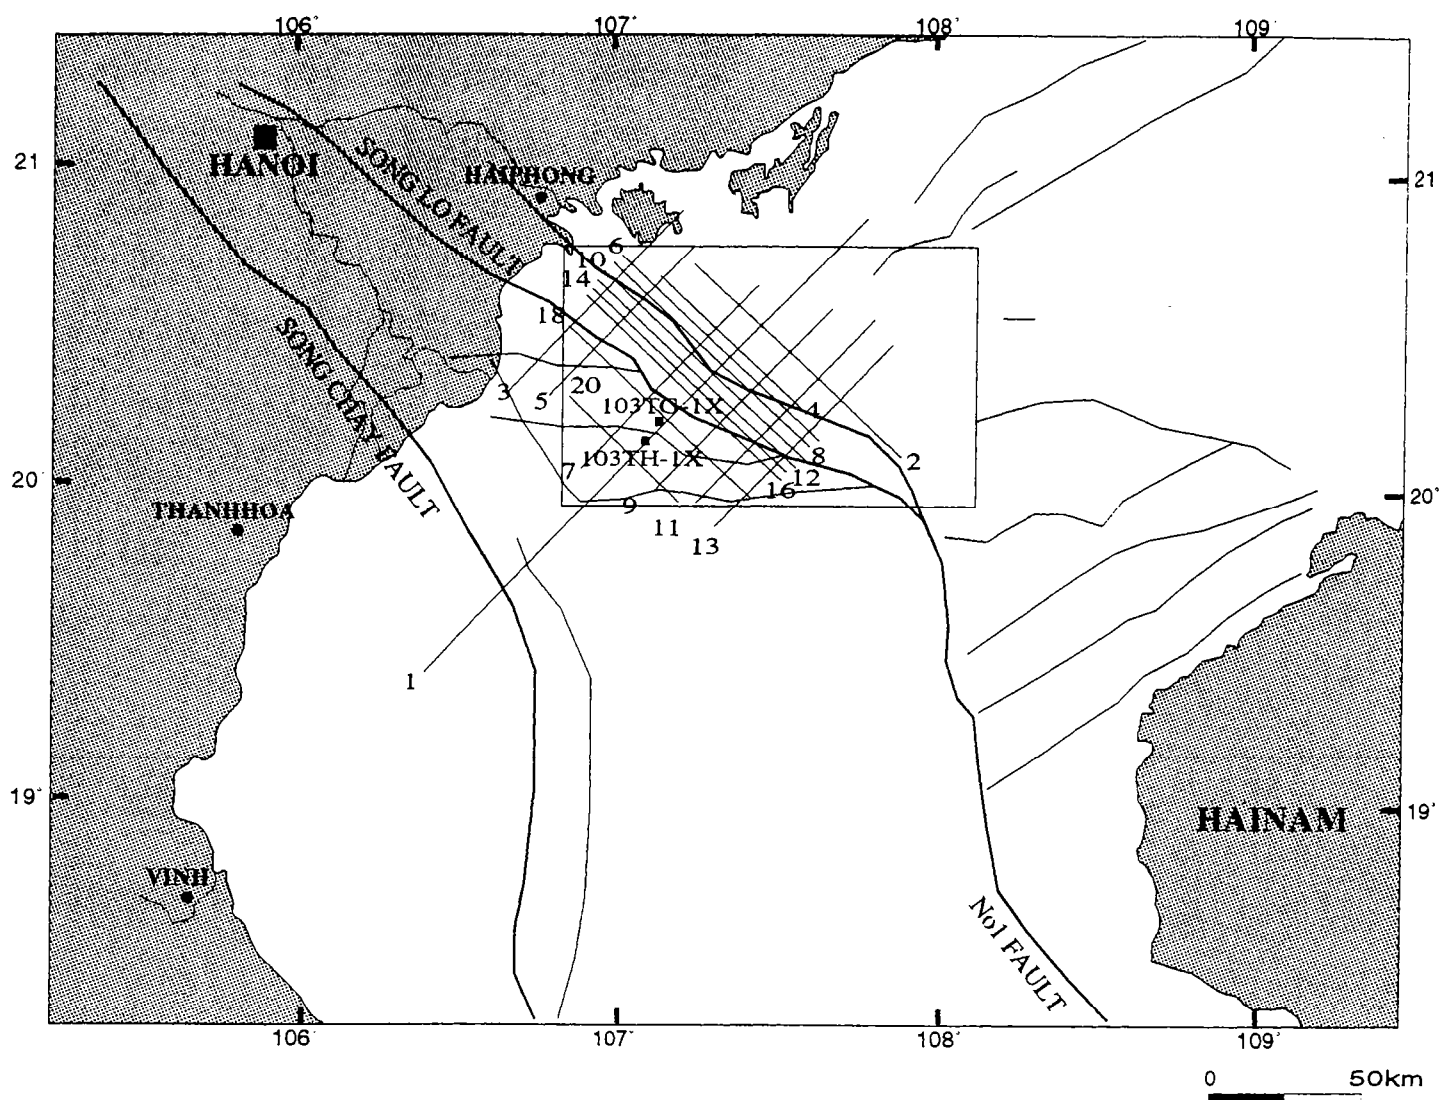 106°
107°
108°
109°
21°
HANOI
SONG LO FAULT
HAIPHONG
21
6
10
14
18
SONG CHAY FAULT
3
5
20
103TG-1X
4
103TH-1X
8
2
7
12
16
20°
20°
THANHHOA
9
11
13
1
19°
19°
HAINAM
VINH
No1 FAULT
106°
107°
108°
109°
0
50km